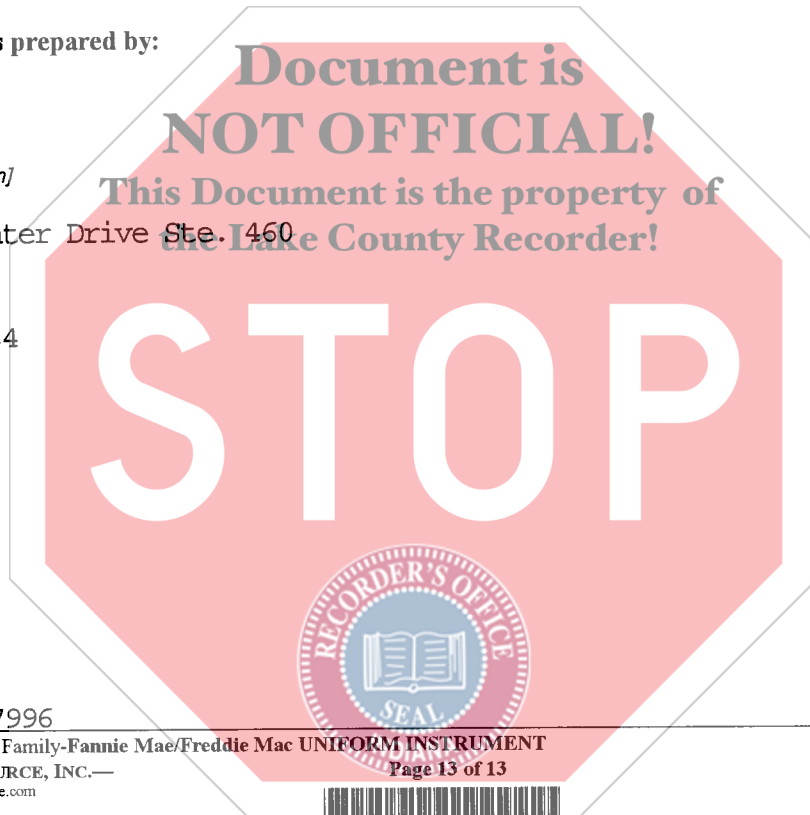 s prepared by:
Document is
NOT OFFICIAL!
n]
This Document is the property of
ter Drive Ste. 460
the Lake County Recorder!
4
STOP
RECORDER'S OFFICE
SEAL
INDIANA
7996
Family-Fannie Mae/Freddie Mac UNIFORM INSTRUMENT
URCE, INC.—
Page 13 of 13
e.com